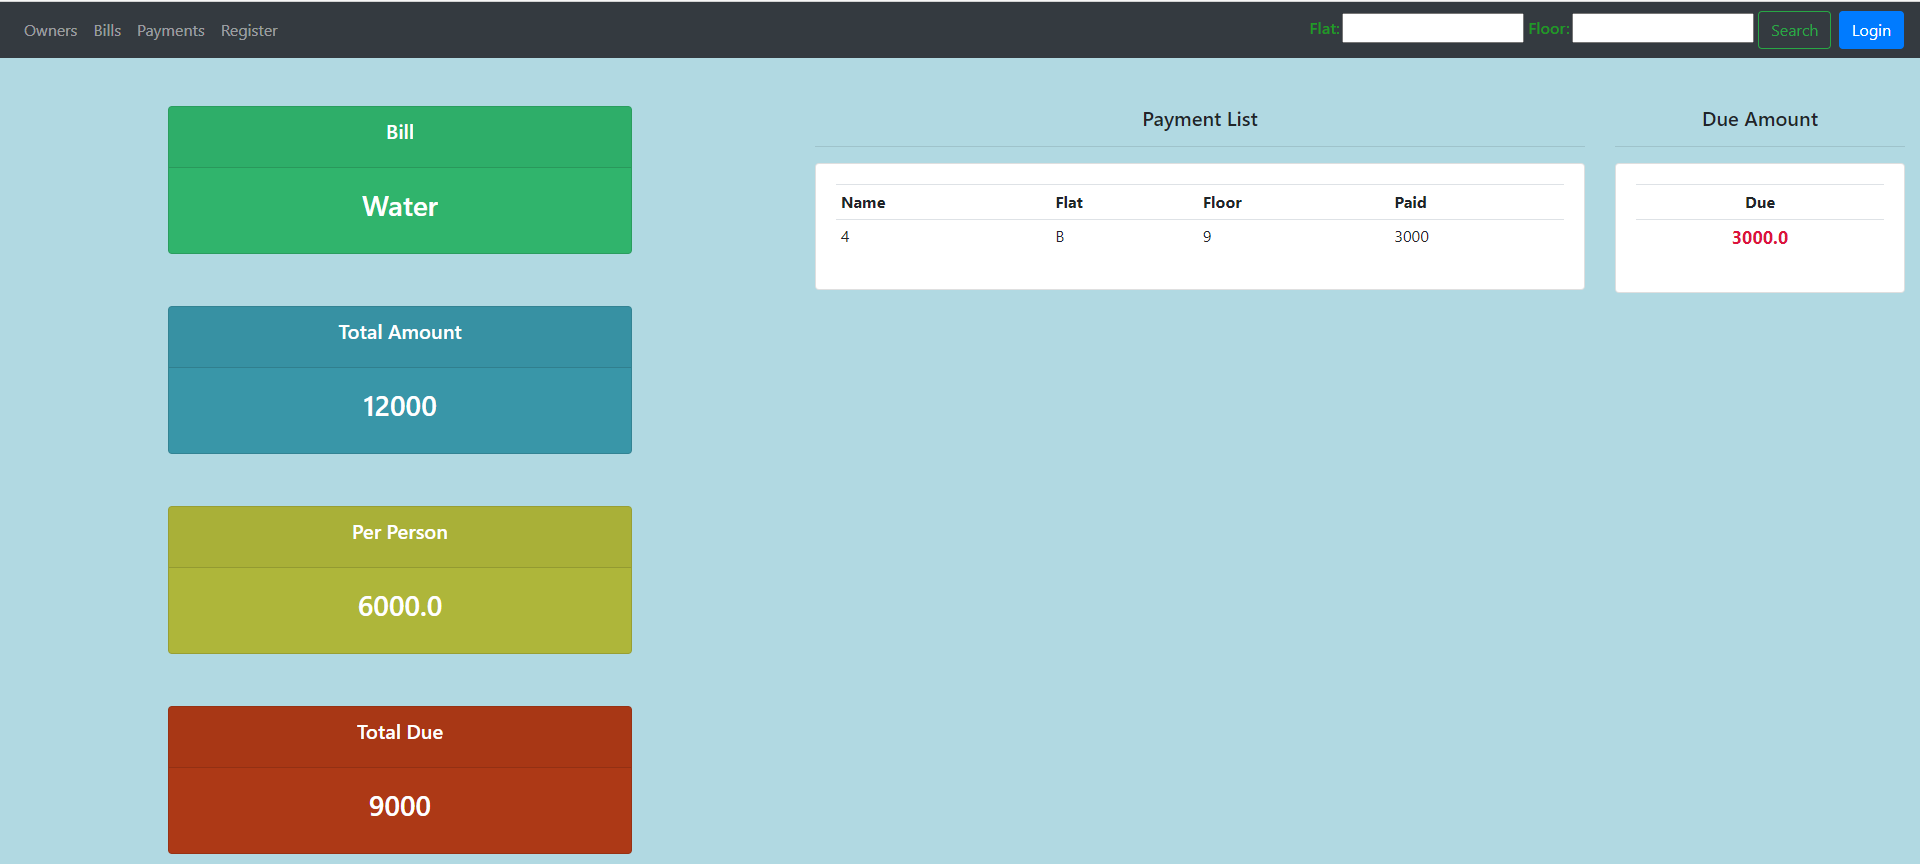 Owners Bills Payments Register Flat: Floor: Search Login
Bill
Water
Total Amount
12000
Per Person
6000.0
Total Due
9000
Payment List
Name Flat Floor Paid
4 B 9 3000
Due Amount
Due
3000.0